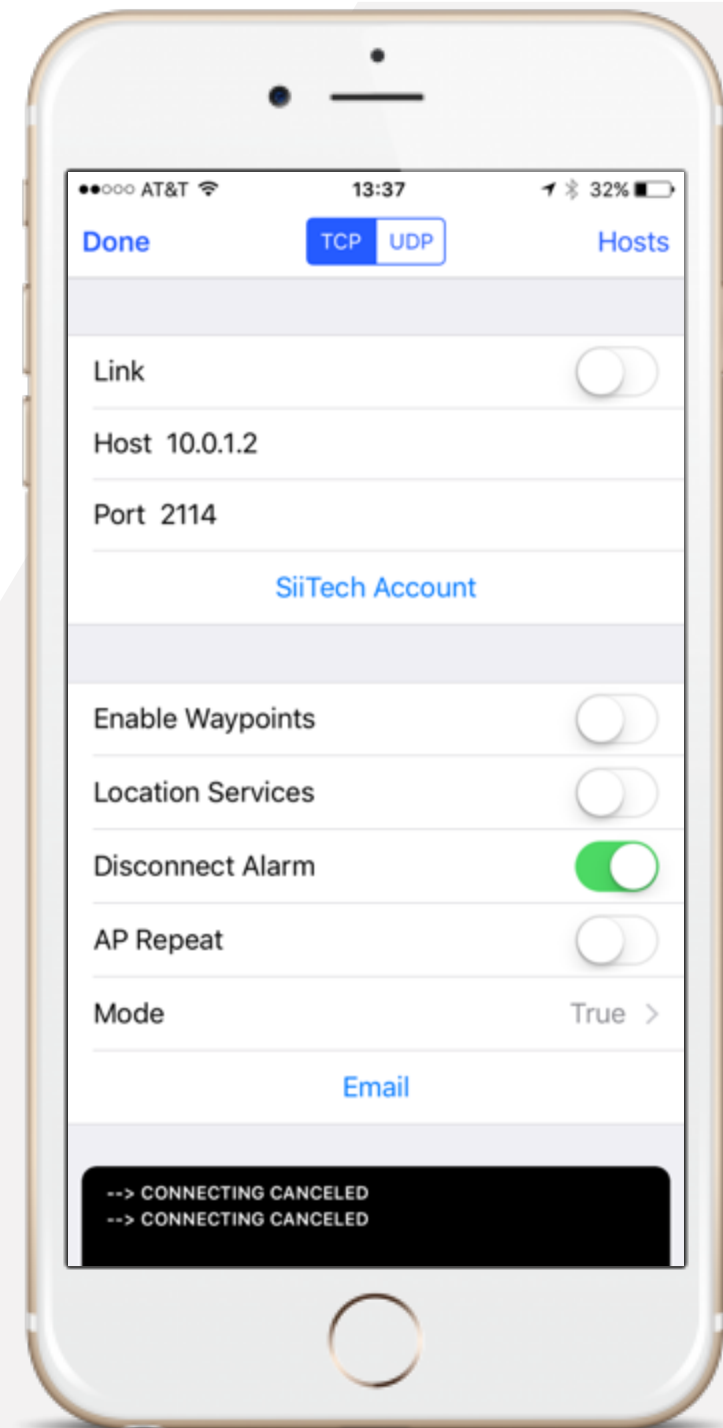 AT&T 13:37 32%
Done TCP UDP Hosts
Link
Host 10.0.1.2
Port 2114
SiiTech Account
Enable Waypoints
Location Services
Disconnect Alarm
AP Repeat
Mode True >
Email
--> CONNECTING CANCELED
--> CONNECTING CANCELED